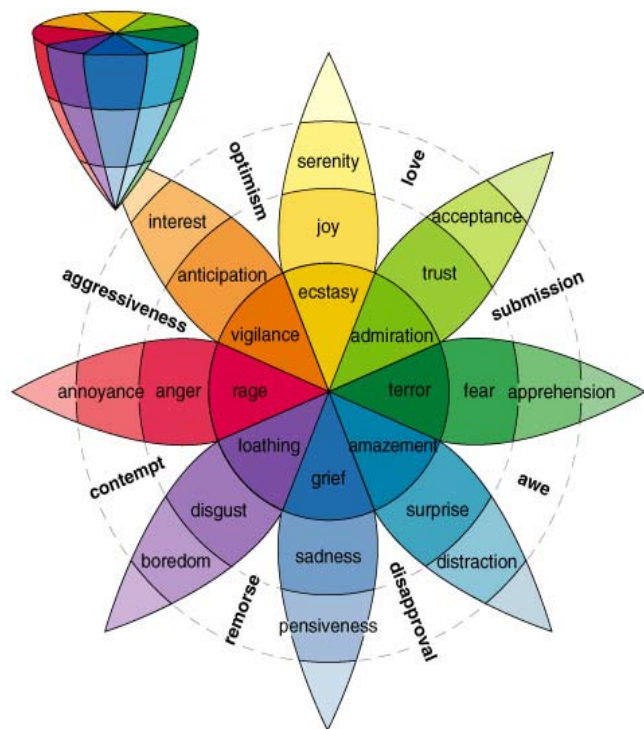 serenity
optimism
love
interest
joy
acceptance
anticipation
trust
aggressiveness
ecstasy
submission
vigilance
admiration
annoyance
anger
rage
terror
fear
apprehension
loathing
amazement
contempt
grief
awe
disgust
surprise
boredom
sadness
distraction
remorse
pensiveness
disapproval